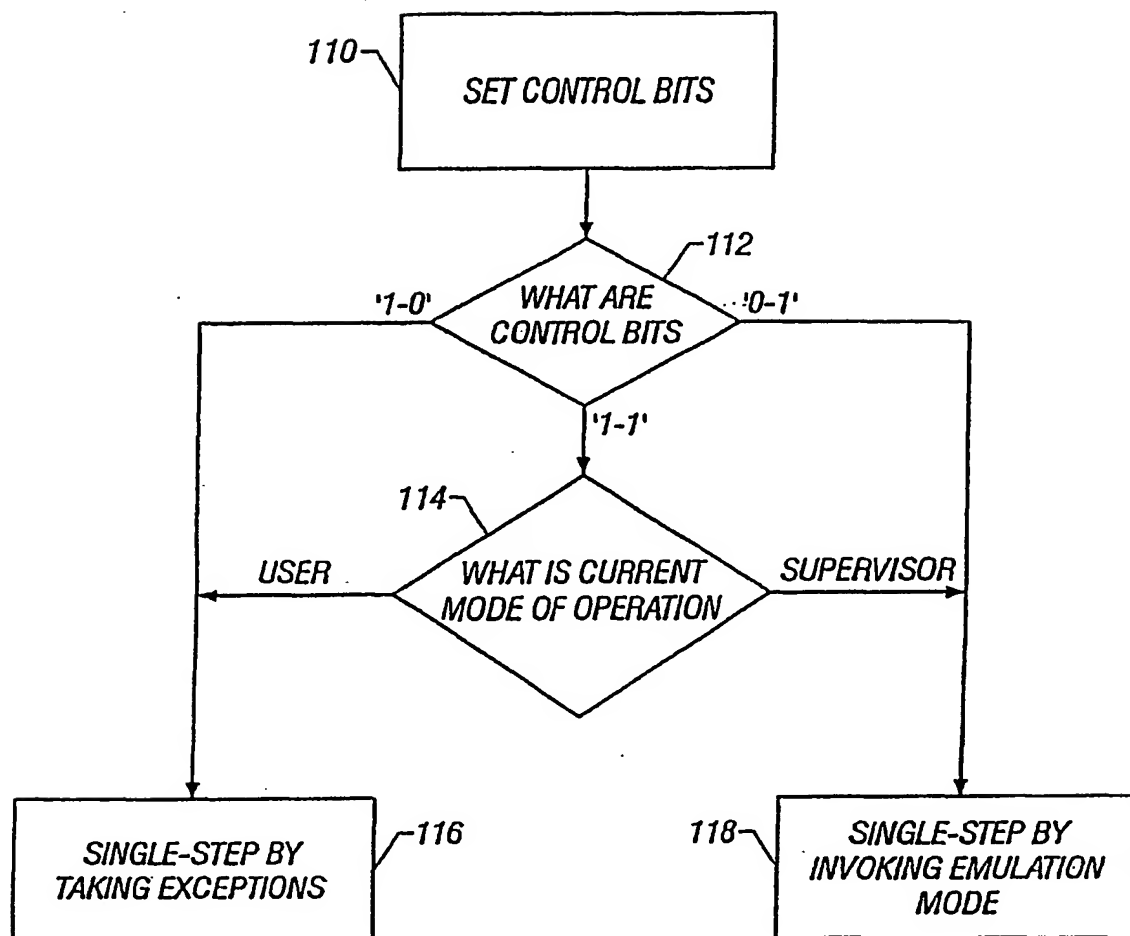 110
SET CONTROL BITS
112
'1-0'
WHAT ARE
CONTROL BITS
'0-1'
'1-1'
114
USER
WHAT IS CURRENT
MODE OF OPERATION
SUPERVISOR
SINGLE-STEP BY
TAKING EXCEPTIONS
116
118
SINGLE-STEP BY
INVOKING EMULATION
MODE